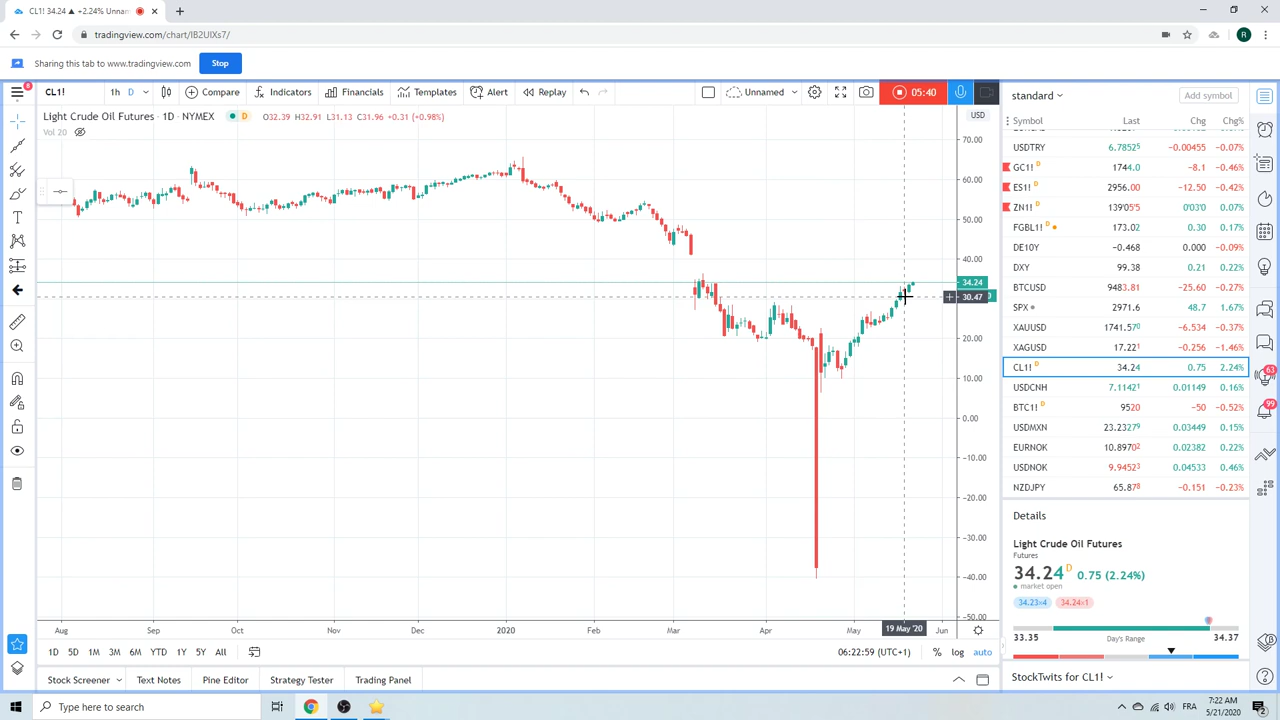 CL1! 34.24 ▲ +2.24% Unnar
tradingview.com/chart/IB2UIXs7/
R
Sharing this tab to www.tradingview.com
Stop
8
CL1!
1h D
Compare
Indicators
Financials
Templates
Alert
Replay
Unnamed
05:40
standard
Add symbol
Light Crude Oil Futures · 1D · NYMEX
D
O32.39 H32.91 L31.13 C31.96 +0.31 (+0.98%)
Vol 20
USD
70.00
60.00
50.00
40.00
34.24
30.47
20.00
10.00
0.00
-10.00
-20.00
-30.00
-40.00
-50.00
Aug Sep Oct Nov Dec 2020 Feb Mar Apr May 19 May '20 Jun
Symbol Last Chg Chg%
USDTRY 6.78525 -0.00455 -0.07%
GC1! D 1744.0 -8.1 -0.46%
ES1! D 2956.00 -12.50 -0.42%
ZN1! D 139'05'5 0'03'0 0.07%
FGBL1! D 173.02 0.30 0.17%
DE10Y -0.468 0.000 -0.09%
DXY 99.38 0.21 0.22%
BTCUSD 9483.81 -25.60 -0.27%
SPX 2971.6 48.7 1.67%
XAUUSD 1741.570 -6.534 -0.37%
XAGUSD 17.221 -0.256 -1.46%
CL1! D 34.24 0.75 2.24%
USDCNH 7.11421 0.01149 0.16%
BTC1! D 9520 -50 -0.52%
USDMXN 23.23279 0.03449 0.15%
EURNOK 10.89702 0.02382 0.22%
USDNOK 9.94523 0.04533 0.46%
NZDJPY 65.878 -0.151 -0.23%
63
99
Details
Light Crude Oil Futures
Futures
34.24 D 0.75 (2.24%)
market open
34.23×4 34.24×1
33.35 Day's Range 34.37
StockTwits for CL1!
1D 5D 1M 3M 6M YTD 1Y 5Y All
06:22:59 (UTC+1)
% log auto
Stock Screener
Text Notes
Pine Editor
Strategy Tester
Trading Panel
Type here to search
FRA
7:22 AM
5/21/2020
2